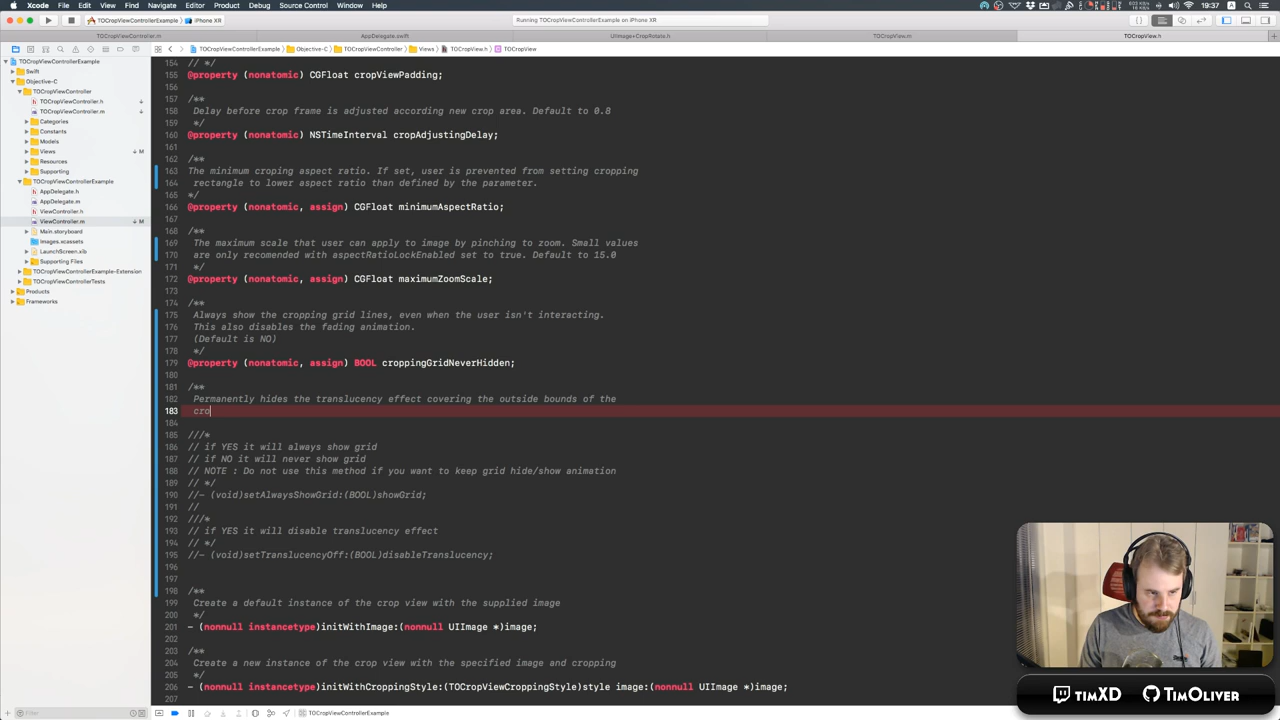 Xcode File Edit View Find Navigate Editor Product Debug Source Control Window Help
19:37
TOCropViewControllerExample iPhone XR
Running TOCropViewControllerExample on iPhone XR
TOCropViewController.m AppDelegate.swift UIImage+CropRotate.h TOCropView.m TOCropView.h
TOCropViewControllerExample Objective-C TOCropViewController Views TOCropView.h TOCropView
TOCropViewControllerExample
Swift
Objective-C
TOCropViewController
TOCropViewController.h
TOCropViewController.m
Categories
Constants
Models
Views M
Resources
Supporting
TOCropViewControllerExample
AppDelegate.h
AppDelegate.m
ViewController.h
ViewController.m M
Main.storyboard
Images.xcassets
LaunchScreen.xib
Supporting Files
TOCropViewControllerExample-Extension
TOCropViewControllerTests
Products
Frameworks
154 // */
155 @property (nonatomic) CGFloat cropViewPadding;
156
157 /**
158 Delay before crop frame is adjusted according new crop area. Default to 0.8
159 */
160 @property (nonatomic) NSTimeInterval cropAdjustingDelay;
161
162 /**
163 The minimum croping aspect ratio. If set, user is prevented from setting cropping
164 rectangle to lower aspect ratio than defined by the parameter.
165 */
166 @property (nonatomic, assign) CGFloat minimumAspectRatio;
167
168 /**
169 The maximum scale that user can apply to image by pinching to zoom. Small values
170 are only recomended with aspectRatioLockEnabled set to true. Default to 15.0
171 */
172 @property (nonatomic, assign) CGFloat maximumZoomScale;
173
174 /**
175 Always show the cropping grid lines, even when the user isn't interacting.
176 This also disables the fading animation.
177 (Default is NO)
178 */
179 @property (nonatomic, assign) BOOL croppingGridNeverHidden;
180
181 /**
182 Permanently hides the translucency effect covering the outside bounds of the
183 cro
184
185 ///*
186 // if YES it will always show grid
187 // if NO it will never show grid
188 // NOTE : Do not use this method if you want to keep grid hide/show animation
189 // */
190 //- (void)setAlwaysShowGrid:(BOOL)showGrid;
191 //
192 ///*
193 // if YES it will disable translucency effect
194 // */
195 //- (void)setTranslucencyOff:(BOOL)disableTranslucency;
196
197
198 /**
199 Create a default instance of the crop view with the supplied image
200 */
201 - (nonnull instancetype)initWithImage:(nonnull UIImage *)image;
202
203 /**
204 Create a new instance of the crop view with the specified image and cropping
205 */
206 - (nonnull instancetype)initWithCroppingStyle:(TOCropViewCroppingStyle)style image:(nonnull UIImage *)image;
207
Filter
TOCropViewControllerExample
timXD TimOliver